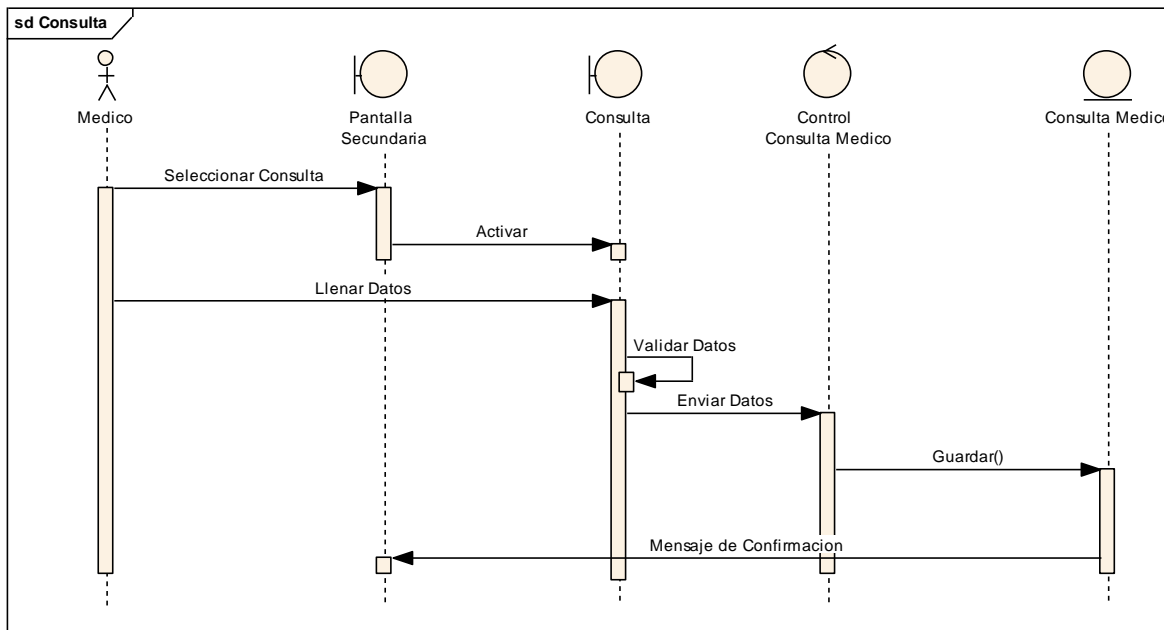 sd Consulta
Medico
Pantalla
Secundaria
Consulta
Control
Consulta Medico
Consulta Medico
Seleccionar Consulta
Activar
Llenar Datos
Validar Datos
Enviar Datos
Guardar()
Mensaje de Confirmacion